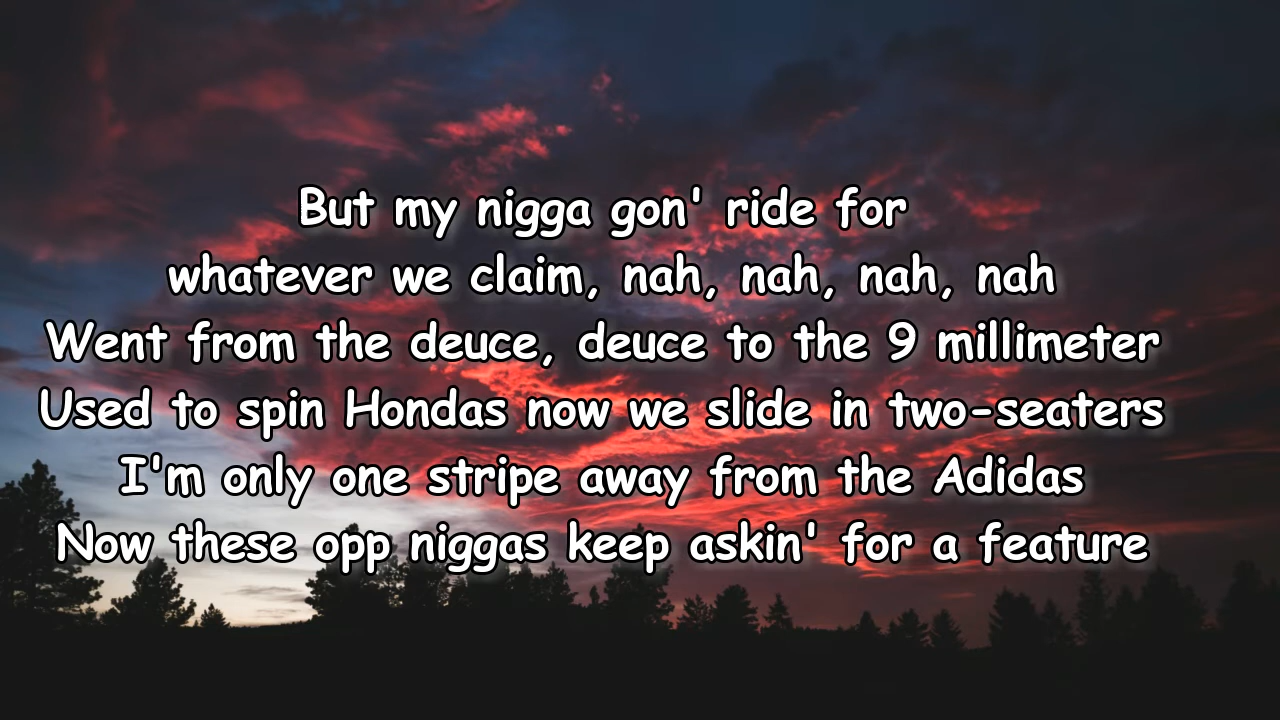 But my nigga gon' ride for
whatever we claim, nah, nah, nah, nah
Went from the deuce, deuce to the 9 millimeter
Used to spin Hondas now we slide in two-seaters
I'm only one stripe away from the Adidas
Now these opp niggas keep askin' for a feature